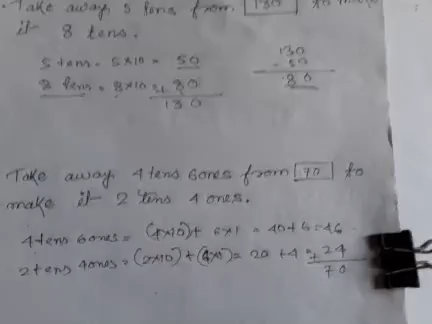 Take away 5 tens from 130 to make
it 8 tens.
5 tens = 5×10 = 50
8 tens = 8×10 = +80
130
130
- 50
80
Take away 4 tens 6 ones from 70 to
make it 2 tens 4 ones.
4 tens 6 ones = (4×10) + 6×1 = 40+6=46
2 tens 4 ones = (2×10) + (4×1) = 20 +4 = +24
70